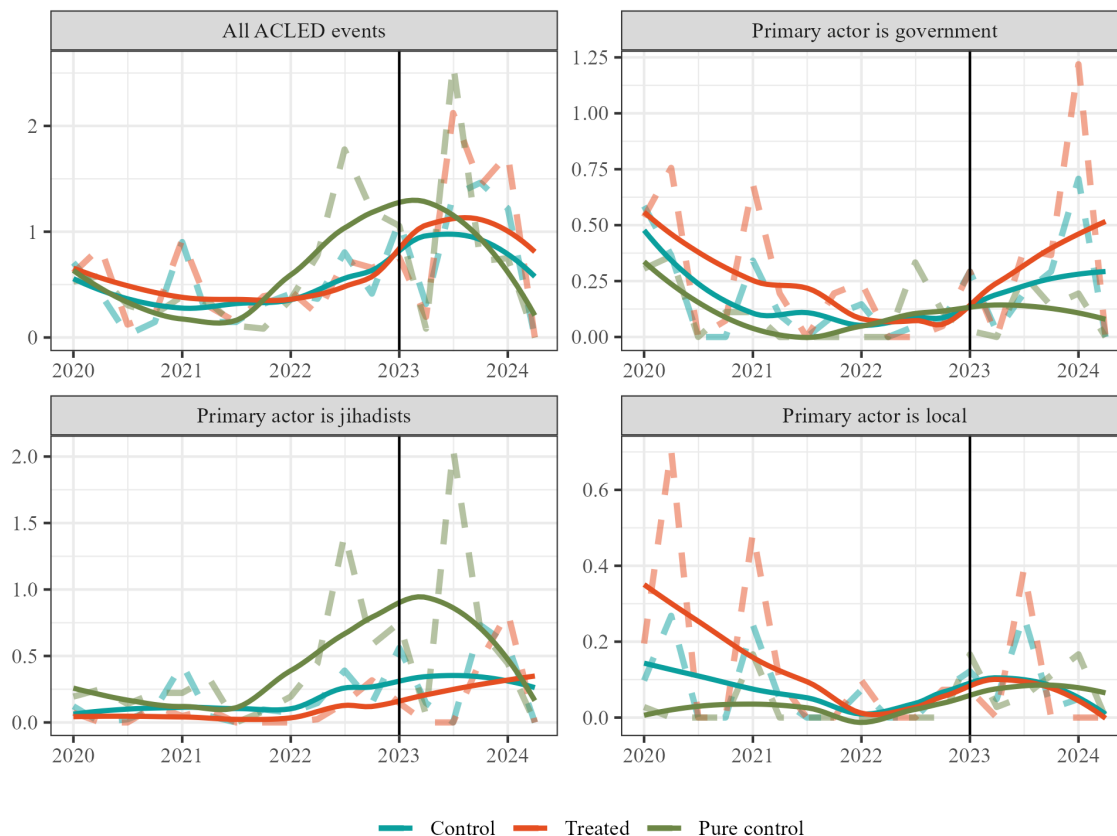 All ACLED events
Primary actor is government
2
1
0
2020 2021 2022 2023 2024
1.25
1.00
0.75
0.50
0.25
0.00
2020 2021 2022 2023 2024
Primary actor is jihadists
Primary actor is local
2.0
1.5
1.0
0.5
0.0
2020 2021 2022 2023 2024
0.6
0.4
0.2
0.0
2020 2021 2022 2023 2024
Control Treated Pure control